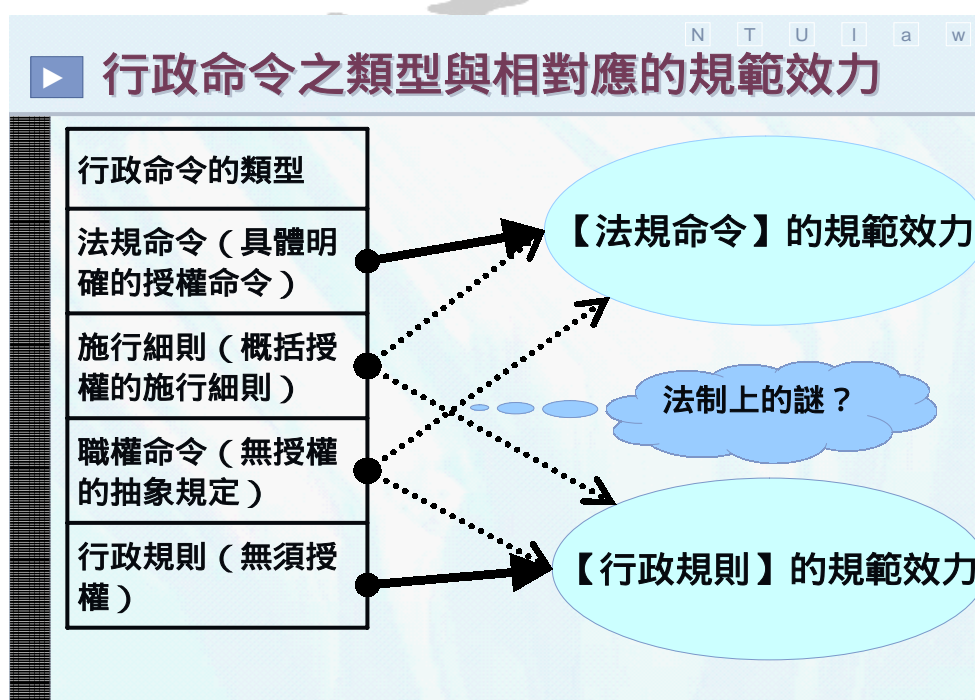 N T U l a w
行政命令之類型與相對應的規範效力
行政命令的類型
法規命令（具體明
確的授權命令）
施行細則（概括授
權的施行細則）
職權命令（無授權
的抽象規定）
行政規則（無須授
權）
【法規命令】的規範效力
法制上的謎？
【行政規則】的規範效力